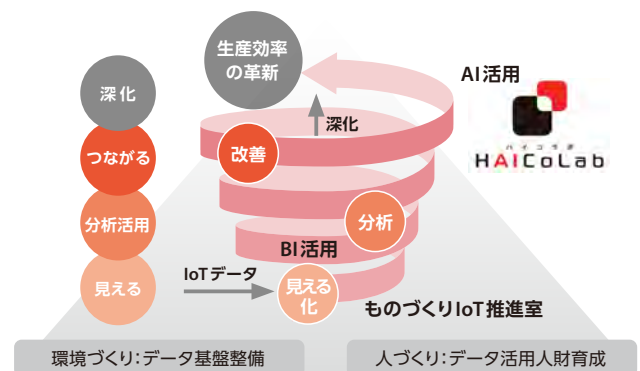 生産効率
の革新
AI活用
深化
深化
ハイコラボ
HAICoLab
つながる
改善
分析活用
分析
BI活用
見える
IoTデータ
見える
化
ものづくりIoT推進室
環境づくり：データ基盤整備
人づくり：データ活用人財育成